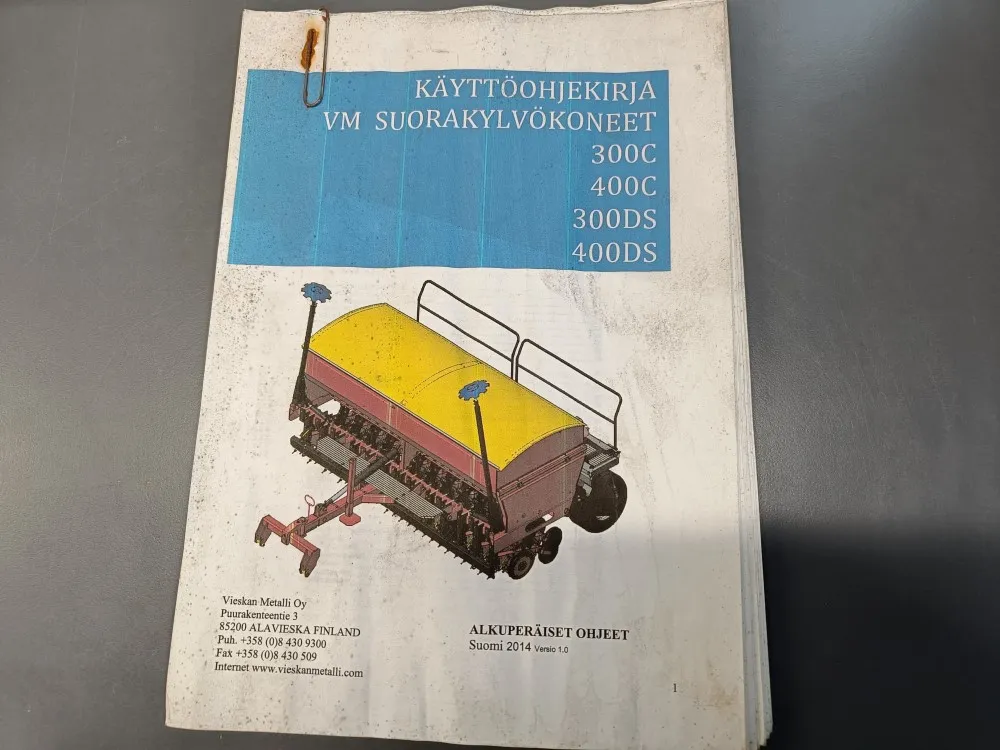 KÄYTTÖOHJEKIRJA
VM SUORAKYLVÖKONEET
300C
400C
300DS
400DS
Vieskan Metalli Oy
Puurakenteentie 3
85200 ALAVIESKA FINLAND
Puh. +358 (0)8 430 9300
Fax +358 (0)8 430 509
Internet www.vieskanmetalli.com
ALKUPERÄISET OHJEET
Suomi 2014 Versio 1.0
1